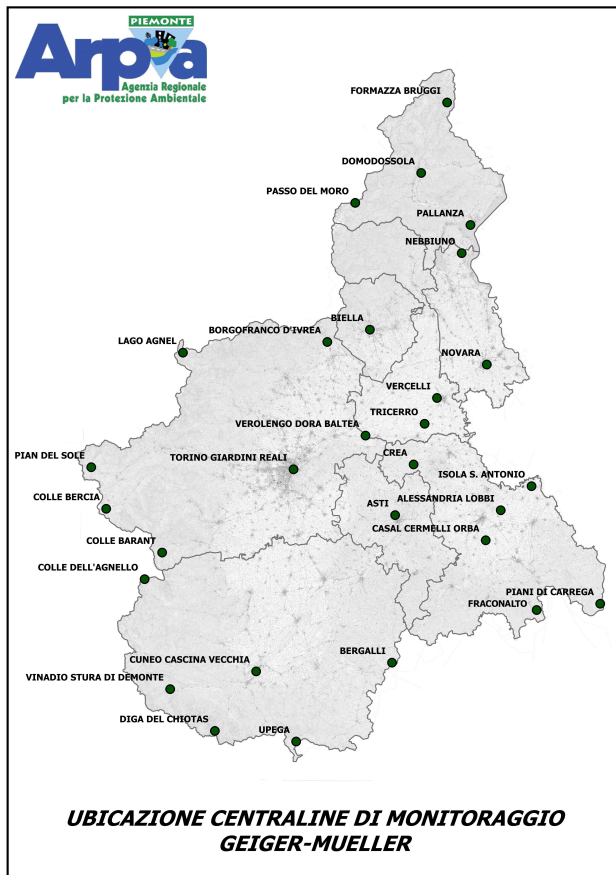 PIEMONTE
Arpa
Agenzia Regionale
per la Protezione Ambientale
FORMAZZA BRUGGI
DOMODOSSOLA
PASSO DEL MORO
PALLANZA
NEBBIUNO
BIELLA
BORGOFRANCO D'IVREA
LAGO AGNEL
NOVARA
VERCELLI
TRICERRO
VEROLENGO DORA BALTEA
CREA
PIAN DEL SOLE
TORINO GIARDINI REALI
ISOLA S. ANTONIO
COLLE BERCIA
ASTI
ALESSANDRIA LOBBI
CASAL CERMELLI ORBA
COLLE BARANT
COLLE DELL'AGNELLO
PIANI DI CARREGA
FRACONALTO
BERGALLI
CUNEO CASCINA VECCHIA
VINADIO STURA DI DEMONTE
DIGA DEL CHIOTAS
UPEGA
UBICAZIONE CENTRALINE DI MONITORAGGIO
GEIGER-MUELLER